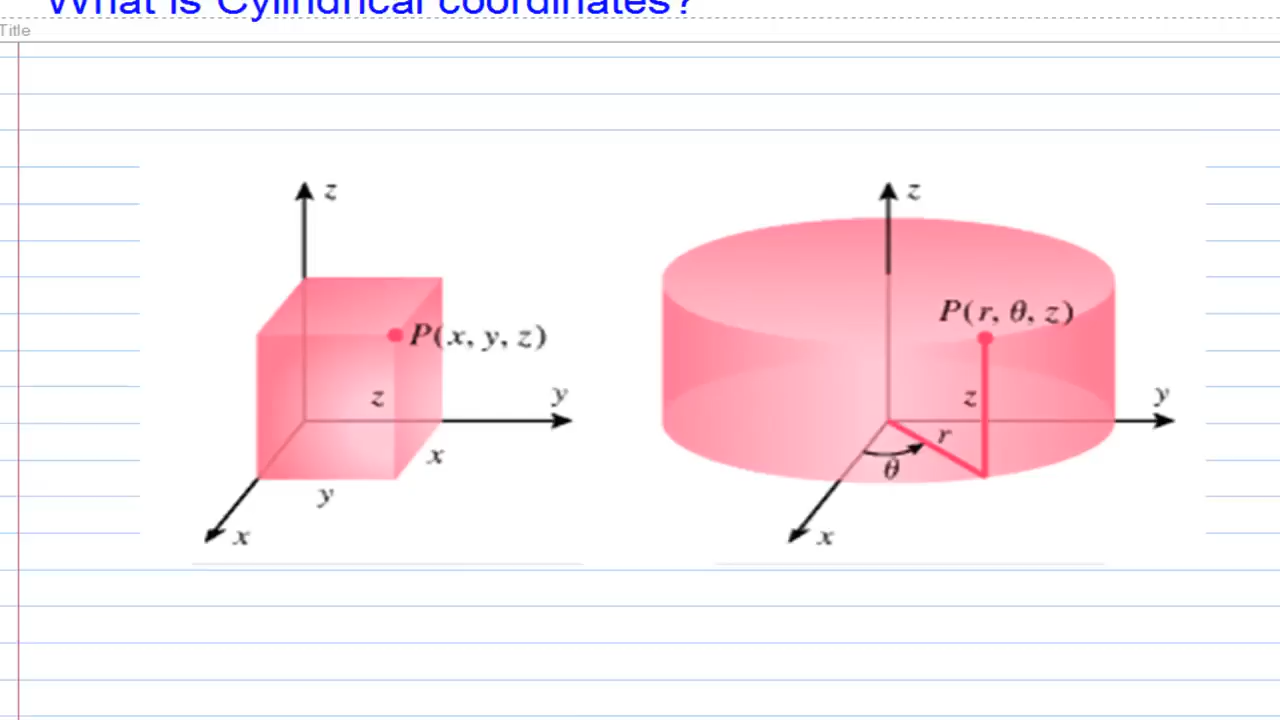 What is Cylindrical coordinates?
Title
z
P(x, y, z)
z
y
x
y
x
z
P(r, θ, z)
z
y
r
θ
x